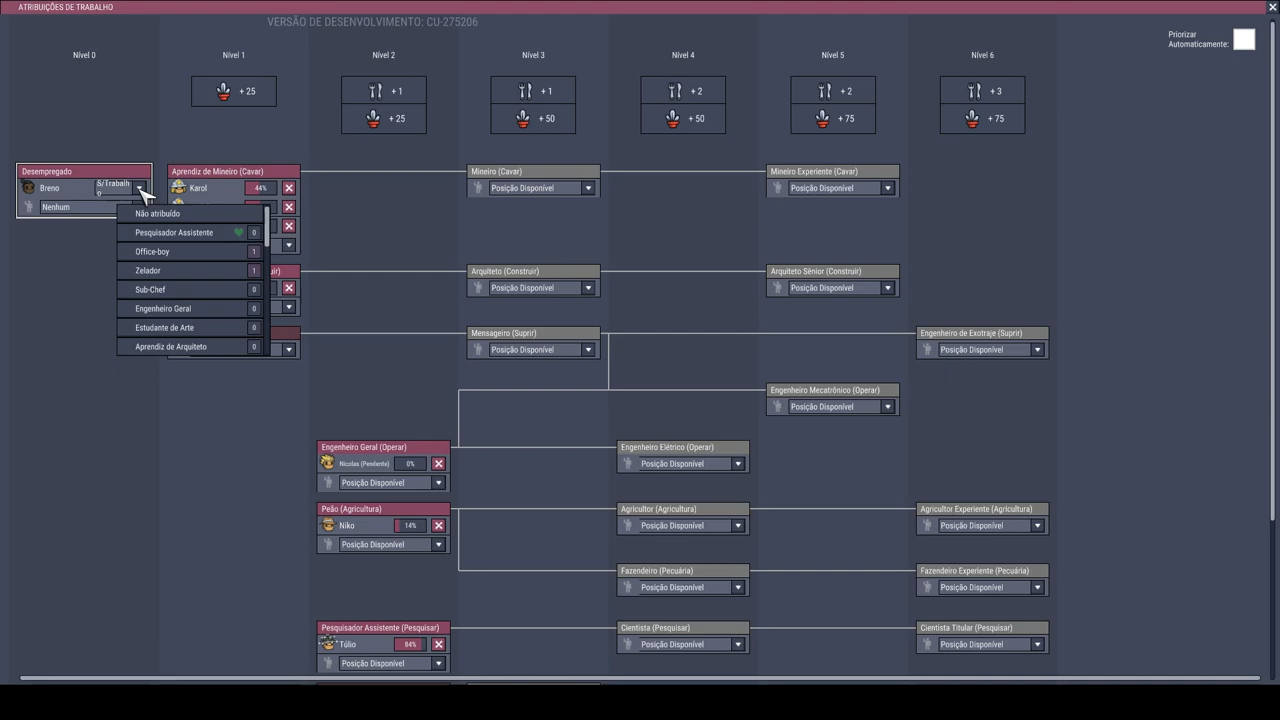 ATRIBUIÇÕES DE TRABALHO
VERSÃO DE DESENVOLVIMENTO: CU-275206
Priorizar
Automaticamente:
Nível 0
Nível 1
Nível 2
Nível 3
Nível 4
Nível 5
Nível 6
+ 25
+ 1
+ 25
+ 1
+ 50
+ 2
+ 50
+ 2
+ 75
+ 3
+ 75
Desempregado
Breno
S/Trabalh
o
Nenhum
Não atribuído
Pesquisador Assistente 0
Office-boy 1
Zelador 1
Sub-Chef 0
Engenheiro Geral 0
Estudante de Arte 0
Aprendiz de Arquiteto 0
Aprendiz de Mineiro (Cavar)
Karol 44%
Mineiro (Cavar)
Posição Disponível
Mineiro Experiente (Cavar)
Posição Disponível
uir)
Arquiteto (Construir)
Posição Disponível
Arquiteto Sênior (Construir)
Posição Disponível
Mensageiro (Suprir)
Posição Disponível
Engenheiro de Exotraje (Suprir)
Posição Disponível
Engenheiro Mecatrônico (Operar)
Posição Disponível
Engenheiro Geral (Operar)
Nicolas (Pendente) 0%
Posição Disponível
Engenheiro Elétrico (Operar)
Posição Disponível
Peão (Agricultura)
Niko 14%
Posição Disponível
Agricultor (Agricultura)
Posição Disponível
Agricultor Experiente (Agricultura)
Posição Disponível
Fazendeiro (Pecuária)
Posição Disponível
Fazendeiro Experiente (Pecuária)
Posição Disponível
Pesquisador Assistente (Pesquisar)
Túlio 84%
Posição Disponível
Cientista (Pesquisar)
Posição Disponível
Cientista Titular (Pesquisar)
Posição Disponível